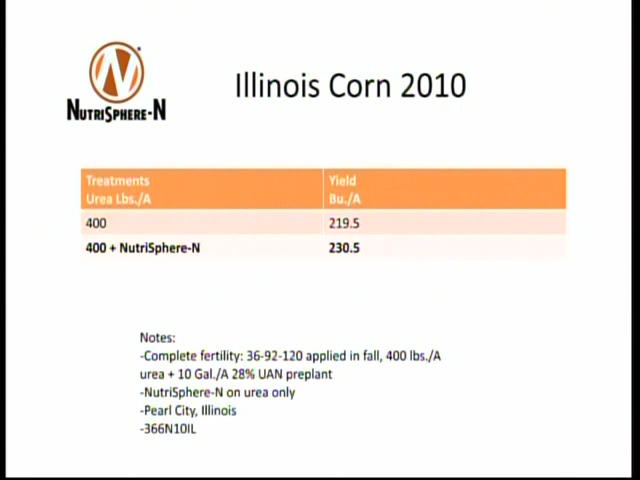 NUTRISPHERE-N
Illinois Corn 2010
Treatments
Urea Lbs./A
Yield
Bu./A
400
219.5
400 + NutriSphere-N
230.5
Notes:
-Complete fertility: 36-92-120 applied in fall, 400 lbs./A
urea + 10 Gal./A 28% UAN preplant
-NutriSphere-N on urea only
-Pearl City, Illinois
-366N10IL